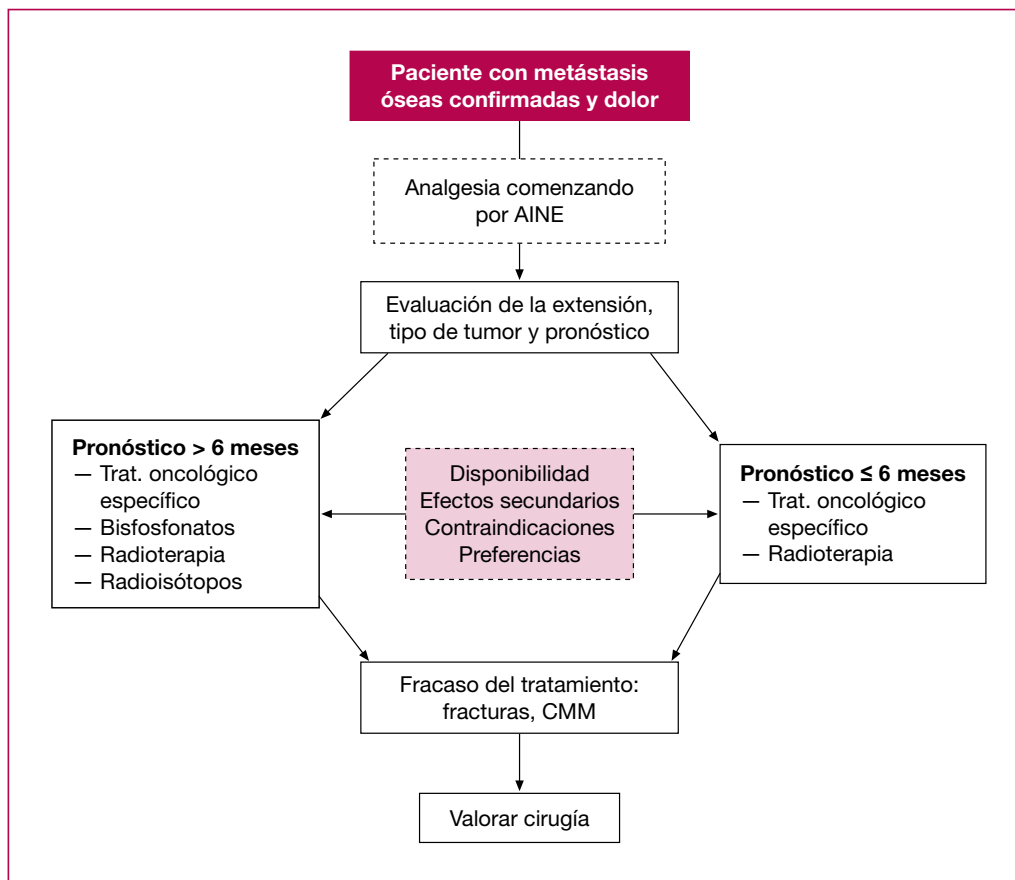 Paciente con metástasis
óseas confirmadas y dolor
Analgesia comenzando
por AINE
Evaluación de la extensión,
tipo de tumor y pronóstico
Pronóstico > 6 meses
— Trat. oncológico
específico
— Bisfosfonatos
— Radioterapia
— Radioisótopos
Disponibilidad
Efectos secundarios
Contraindicaciones
Preferencias
Pronóstico ≤ 6 meses
— Trat. oncológico
específico
— Radioterapia
Fracaso del tratamiento:
fracturas, CMM
Valorar cirugía